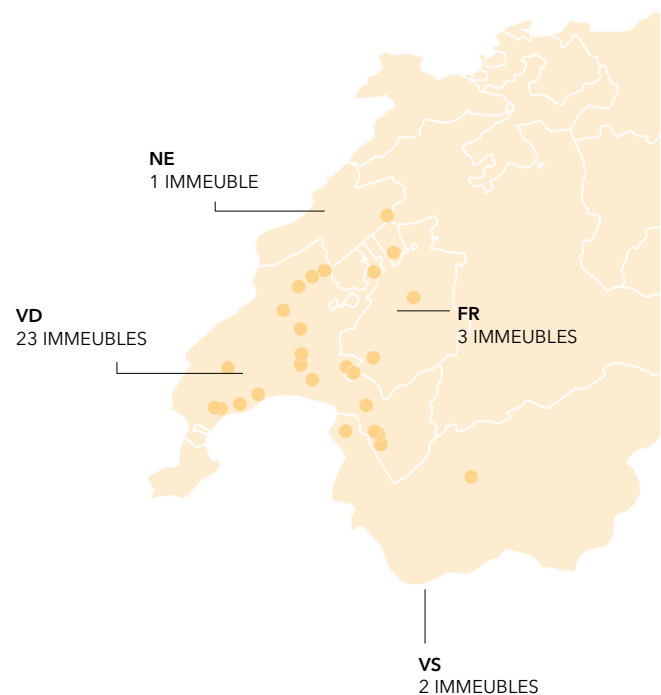 NE
1 IMMEUBLE
VD
23 IMMEUBLES
FR
3 IMMEUBLES
VS
2 IMMEUBLES